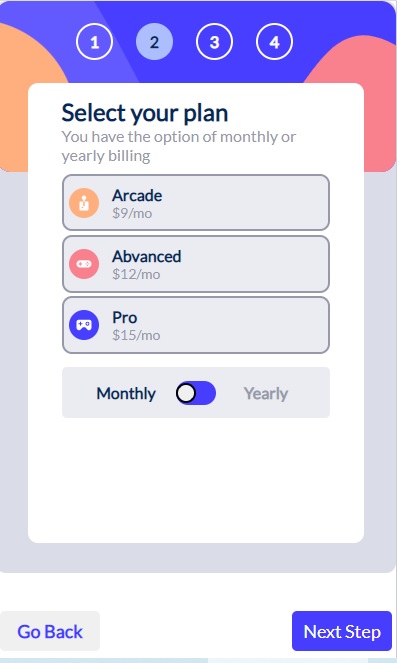 1 2 3 4
Select your plan
You have the option of monthly or
yearly billing
Arcade
$9/mo
Abvanced
$12/mo
Pro
$15/mo
Monthly Yearly
Go Back Next Step